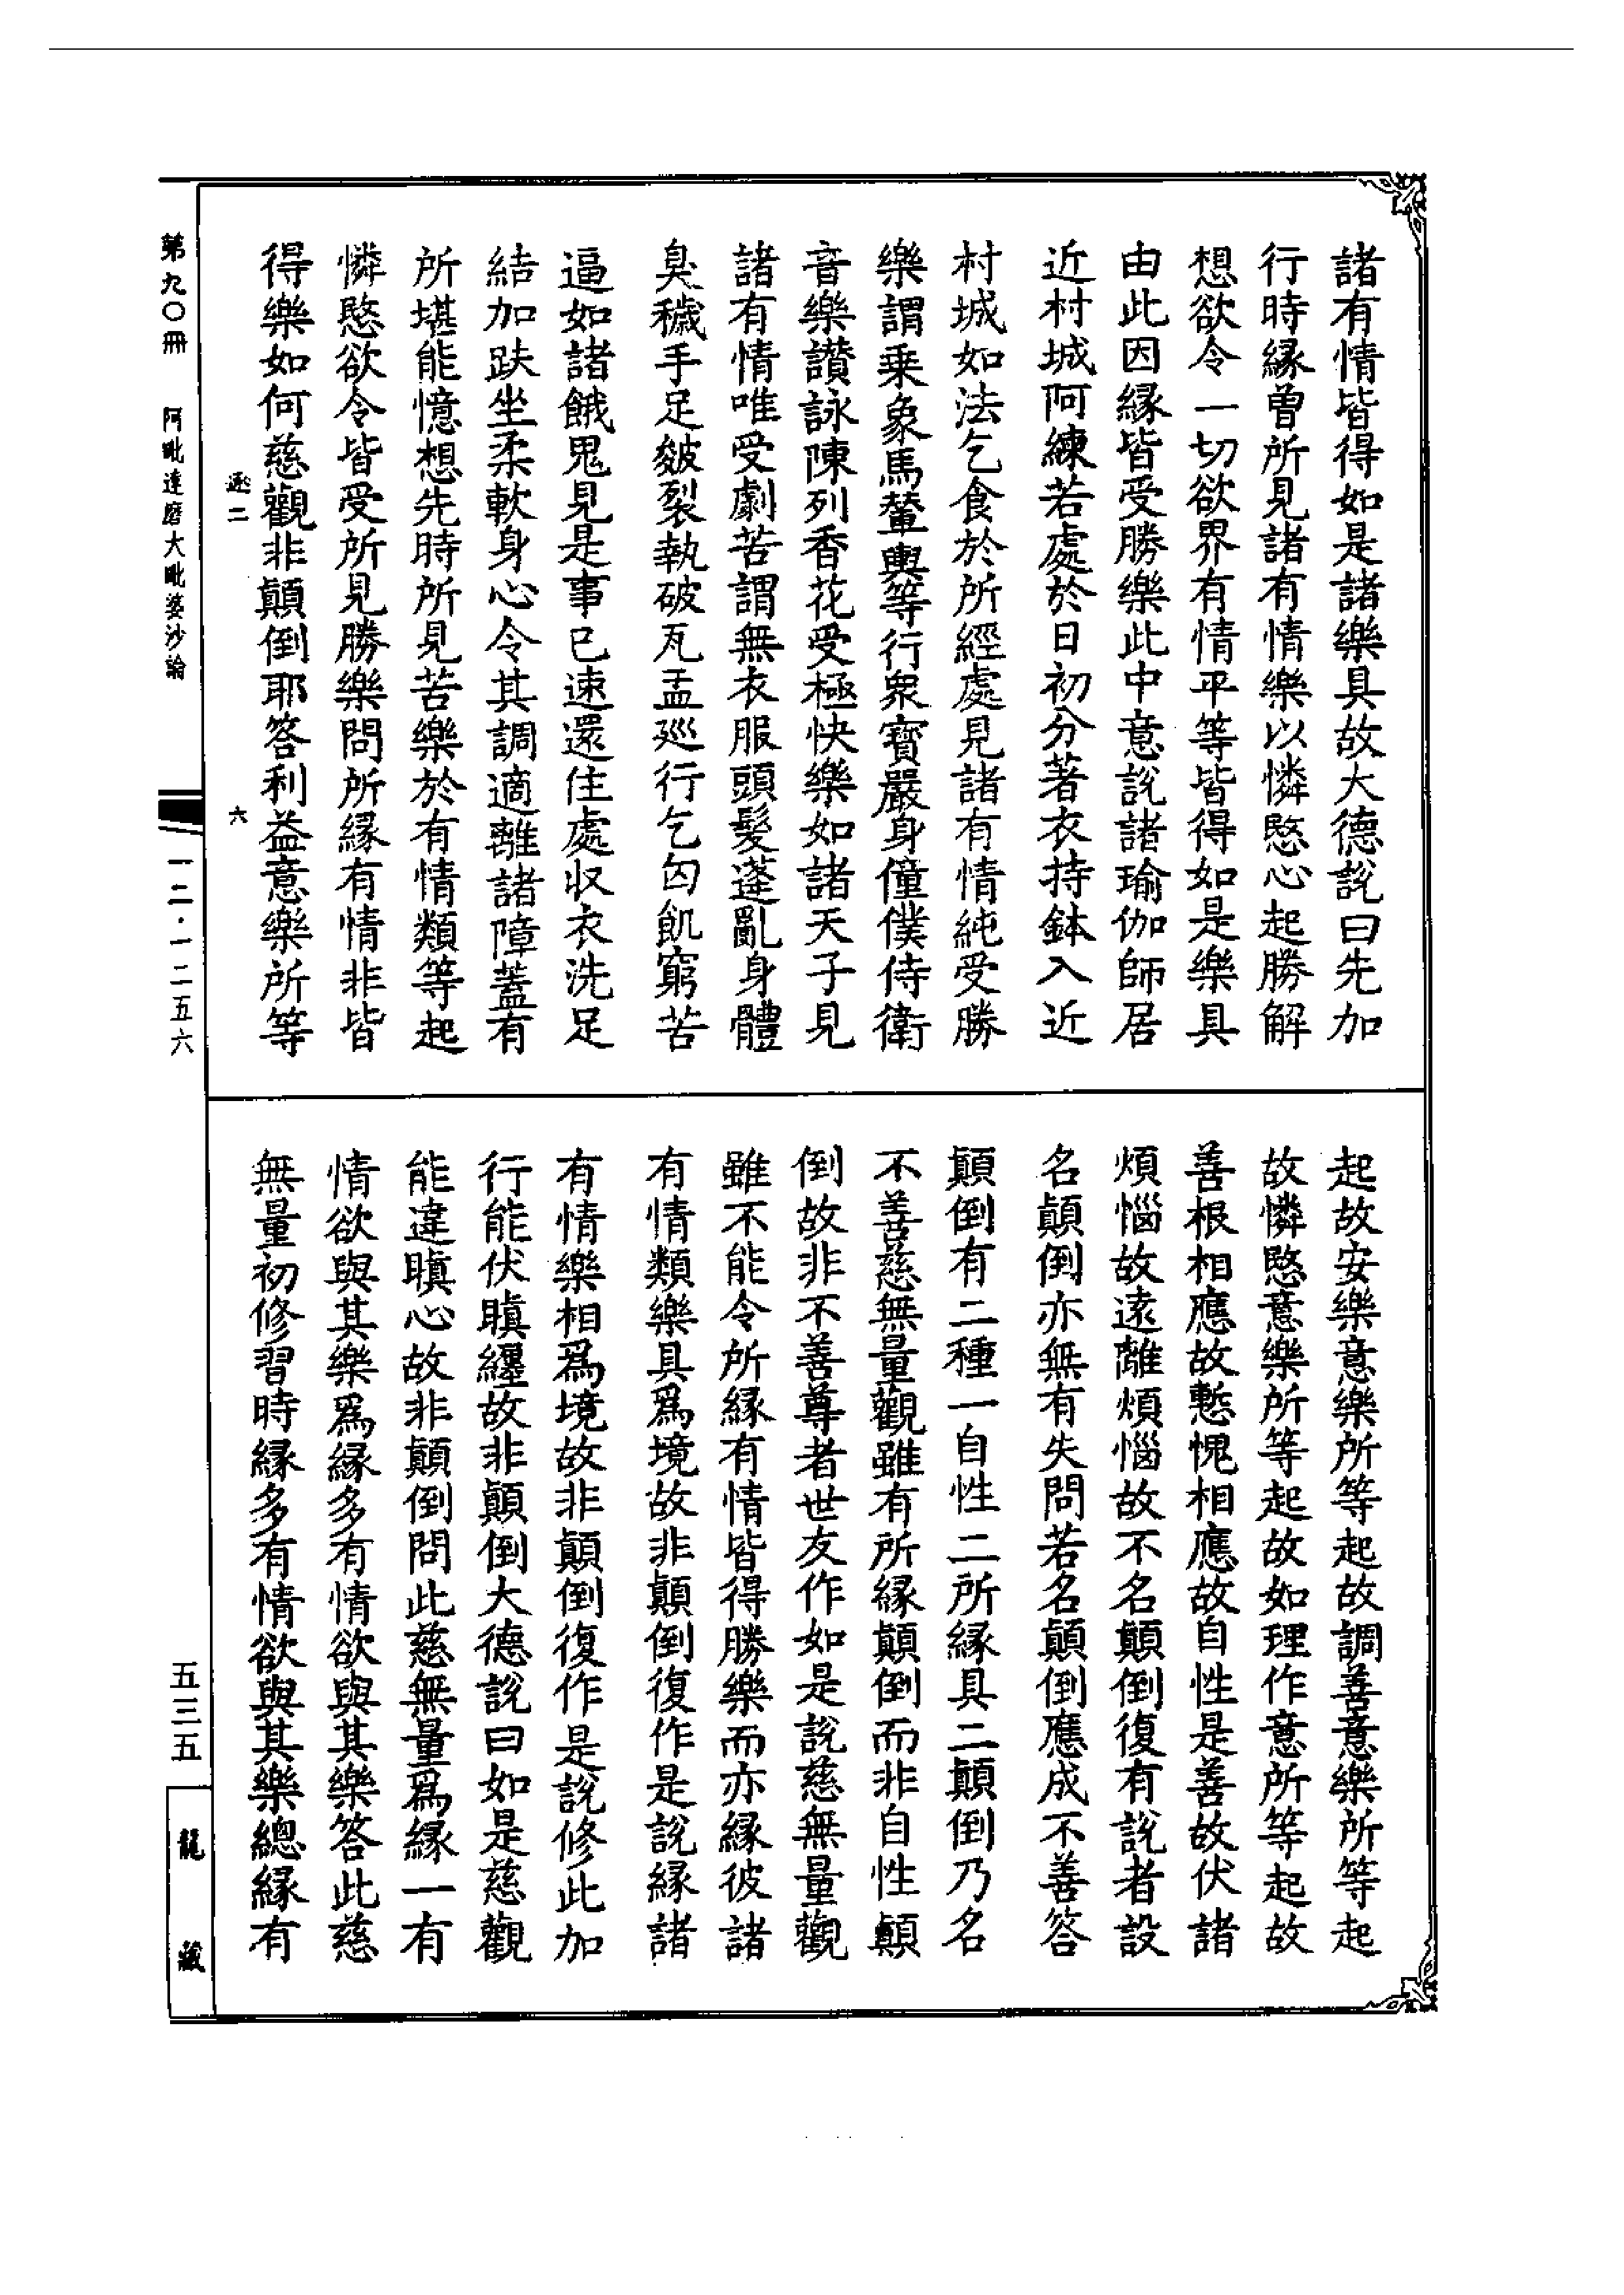 諸有情皆得如是諸樂具故大德説曰先加
行時緣曽所見諸有情樂以憐愍心起勝解
想欲令一切欲界有情平等皆得如是樂具
由此因緣皆受勝樂此中意説諸瑜伽師居
近村城阿練若處於日初分著衣持鉢入近
村城如法乞食於所經處見諸有情純受勝
樂謂乗象馬輦輿等行衆寶嚴身僮僕侍衛
音樂讃詠陳列香花受極快樂如諸天子見
諸有情唯受劇苦謂無衣服頭髮蓬亂身體
臭穢手足皴裂執破瓦盂廵行乞匃飢窮苦
逼如諸餓鬼見是事已速還住處収衣洗足
結加趺坐柔軟身心令其調適離諸障蓋有
所堪能憶想先時所見苦樂於有情類等起
憐愍欲令皆受所見勝樂問所緣有情非皆
得樂如何慈觀非顛倒耶答利益意樂所等
起故安樂意樂所等起故調善意樂所等起
故憐愍意樂所等起故如理作意所等起故
善根相應故慙愧相應故自性是善故伏諸
煩惱故逺離煩惱故不名顛倒復有説者設
名顛倒亦無有失問若名顛倒應成不善答
顛倒有二種一自性二所緣具二顛倒乃名
不善慈無量觀雖有所緣顛倒而非自性顛
倒故非不善尊者世友作如是説慈無量觀
雖不能令所緣有情皆得勝樂而亦緣彼諸
有情類樂具爲境故非顛倒復作是説緣諸
有情樂相爲境故非顛倒復作是説修此加
行能伏瞋纒故非顛倒大德説曰如是慈觀
能違瞋心故非顛倒問此慈無量爲緣一有
情欲與其樂爲緣多有情欲與其樂答此慈
無量初修習時緣多有情欲與其樂總緣有
第九〇冊 阿毗達磨大毗婆沙論
二 六
一二·一二五六
五三五
龍藏